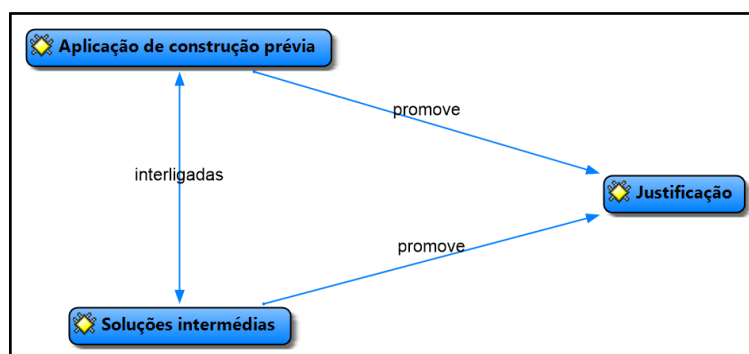 Aplicação de construção prévia
promove
interligadas
Justificação
promove
Soluções intermédias